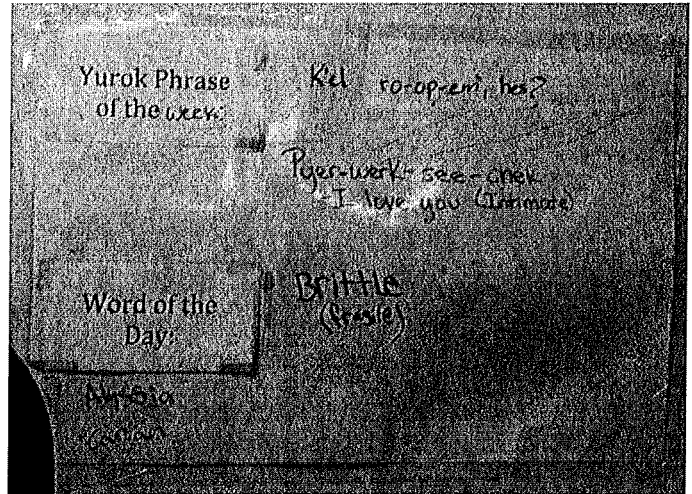 Yurok Phrase
of the week:
Kel ro-op-em', hes?
Pyer-werk-see-chek
- I love you (Intimate)
Word of the
Day:
Brittle
(fragile)
Alyssia